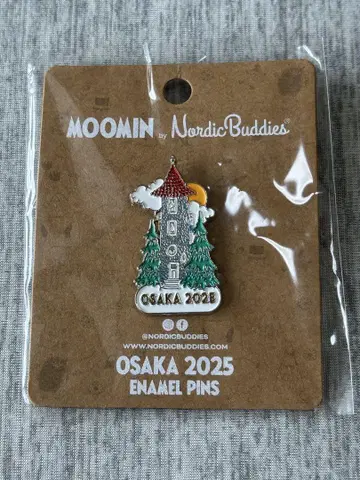 MOOMIN by NordicBuddies®
OSAKA 2025
@NORDICBUDDIES
WWW.NORDICBUDDIES.COM
OSAKA 2025
ENAMEL PINS